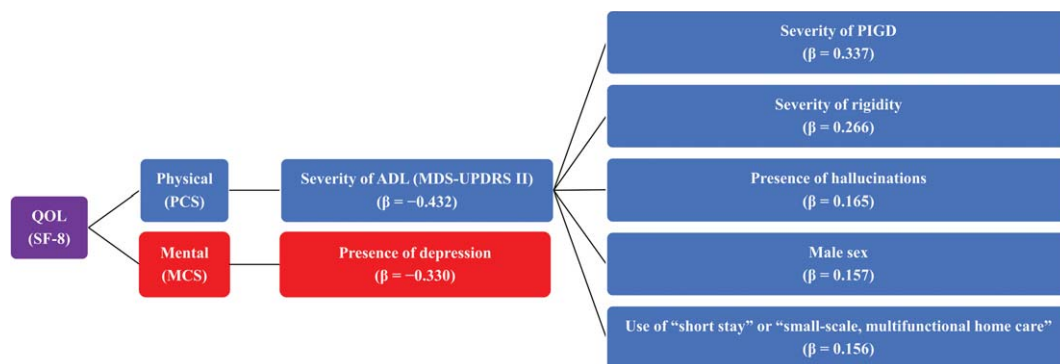 QOL
(SF-8)
Physical
(PCS)
Mental
(MCS)
Severity of ADL (MDS-UPDRS II)
(β = −0.432)
Presence of depression
(β = −0.330)
Severity of PIGD
(β = 0.337)
Severity of rigidity
(β = 0.266)
Presence of hallucinations
(β = 0.165)
Male sex
(β = 0.157)
Use of “short stay” or “small-scale, multifunctional home care”
(β = 0.156)